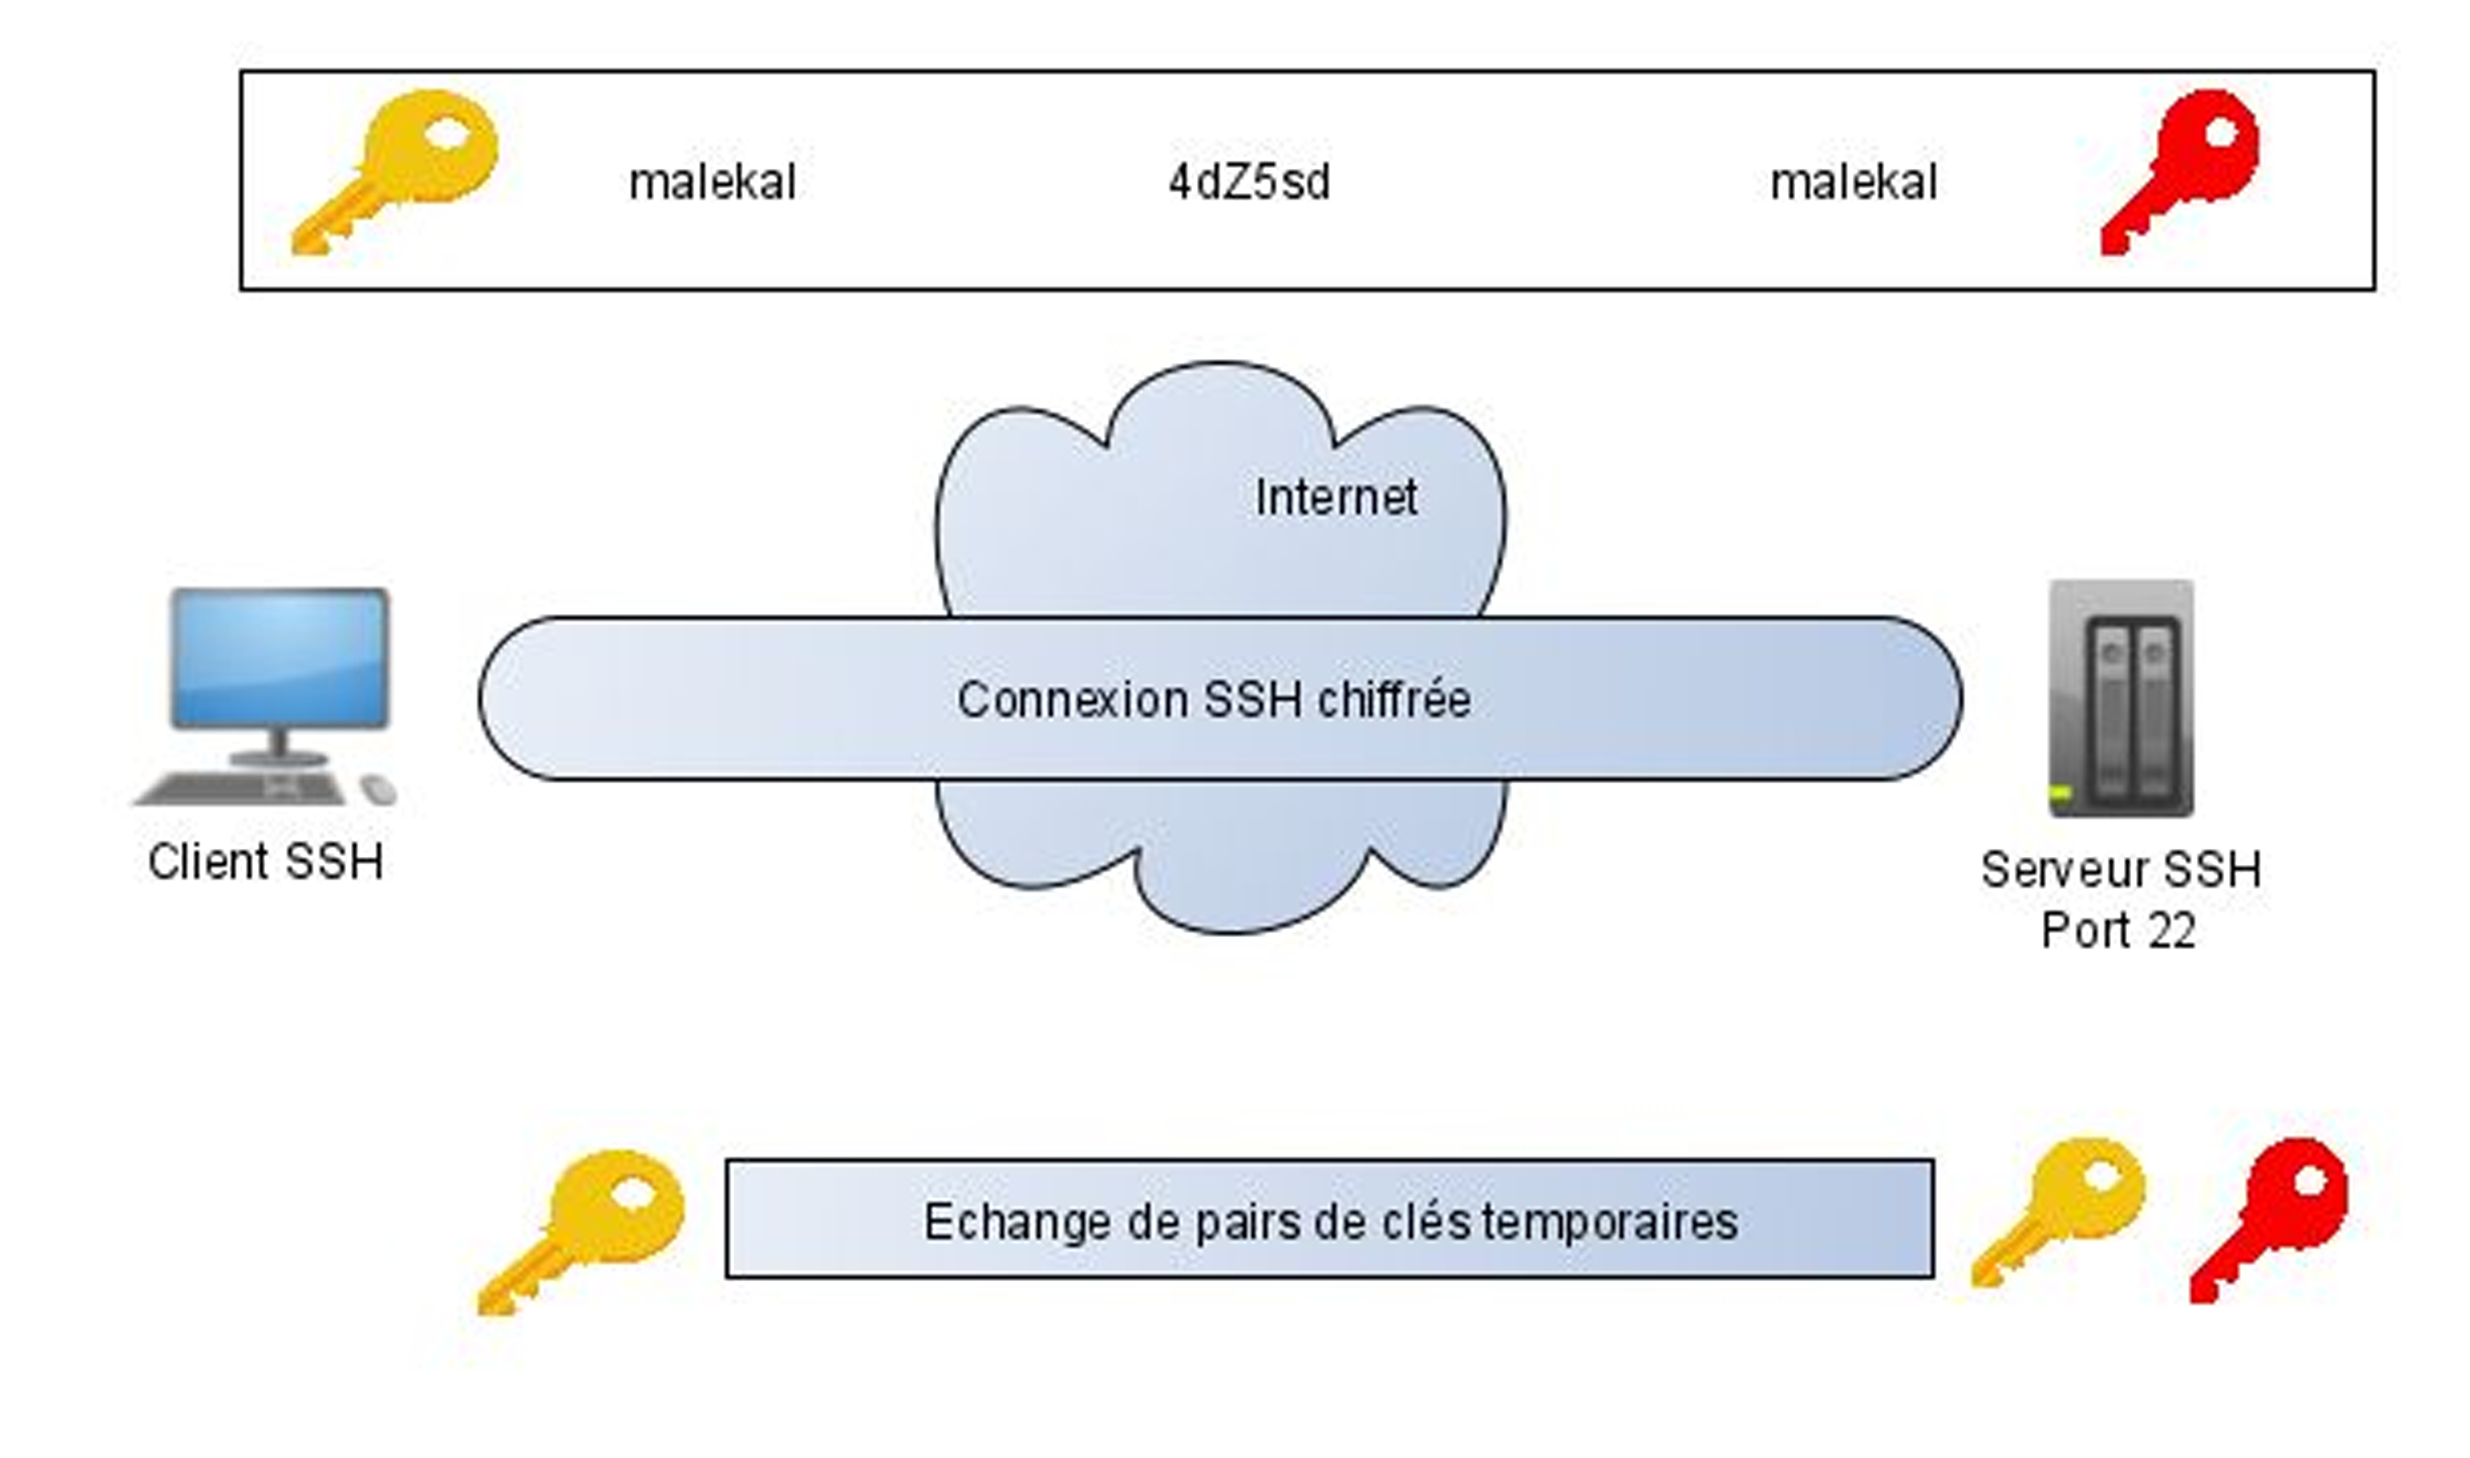 malekal 4dZ5sd malekal
Internet
Connexion SSH chiffrée
Client SSH
Serveur SSH
Port 22
Echange de pairs de clés temporaires